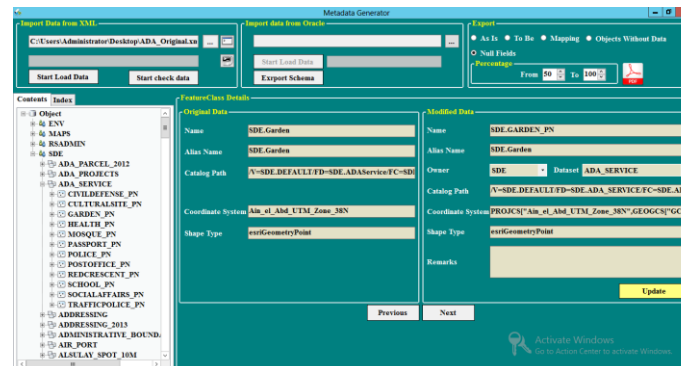 Metadata Generator
Import Data from XML
Import data from Oracle
Export
C:\Users\Administrator\Desktop\ADA_Original.xm
...
...
As Is To Be Mapping Objects Without Data
Null Fields
Start Load Data
Percentage
Start Load Data Start check data
Exrport Schema
From 50 To 100
PDF
Contents Index
FeatureClass Details
Object
ENV
MAPS
RSADMIN
SDE
ADA_PARCEL_2012
ADA_PROJECTS
ADA_SERVICE
CIVILDEFENSE_PN
CULTURALSITE_PN
GARDEN_PN
HEALTH_PN
MOSQUE_PN
PASSPORT_PN
POLICE_PN
POSTOFFICE_PN
REDCRESCENT_PN
SCHOOL_PN
SOCIALAFFAIRS_PN
TRAFFICPOLICE_PN
ADDRESSING
ADDRESSING_2013
ADMINISTRATIVE_BOUND
AIR_PORT
ALSULAY_SPOT_10M
Original Data
Name SDE.Garden
Alias Name SDE.Garden
Catalog Path /V=SDE.DEFAULT/FD=SDE.ADAService/FC=SDI
Coordinate System Ain_el_Abd_UTM_Zone_38N
Shape Type esriGeometryPoint
Modified Data
Name SDE.GARDEN_PN
Alias Name SDE.Garden
Owner SDE Dataset ADA_SERVICE
Catalog Path /V=SDE.DEFAULT/FD=SDE.ADA_SERVICE/FC=SDE.A
Coordinate System PROJCS["Ain_el_Abd_UTM_Zone_38N",GEOGCS["GC
Shape Type esriGeometryPoint
Remarks
Update
Previous Next
Activate Windows
Go to Action Center to activate Windows.